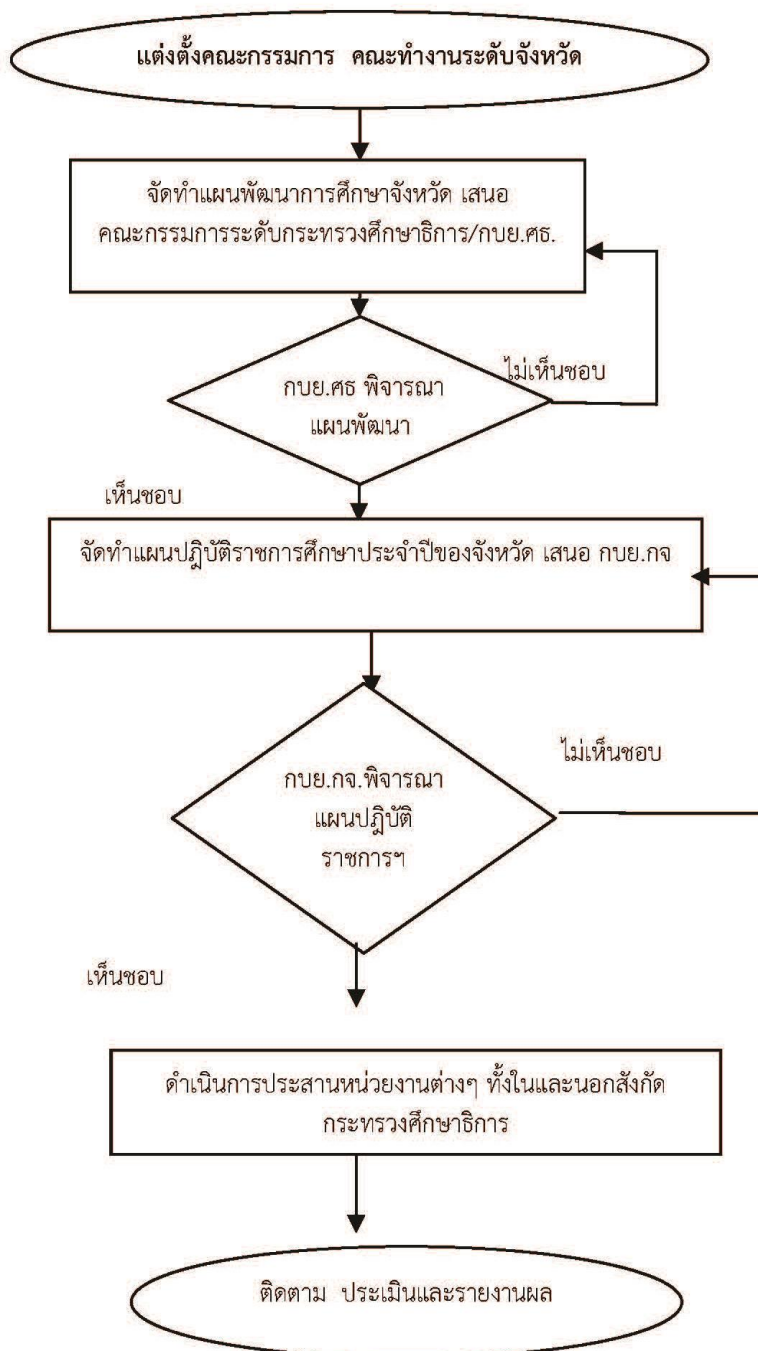 แต่งตั้งคณะกรรมการ คณะทำงานระดับจังหวัด
จัดทำแผนพัฒนาการศึกษาจังหวัด เสนอ
คณะกรรมการระดับกระทรวงศึกษาธิการ/กบย.ศธ.
กบย.ศธ พิจารณา
แผนพัฒนา
ไม่เห็นชอบ
เห็นชอบ
จัดทำแผนปฎิบัติราชการศึกษาประจำปีของจังหวัด เสนอ กบย.กจ
กบย.กจ.พิจารณา
แผนปฎิบัติ
ราชการฯ
ไม่เห็นชอบ
เห็นชอบ
ดำเนินการประสานหน่วยงานต่างๆ ทั้งในและนอกสังกัด
กระทรวงศึกษาธิการ
ติดตาม ประเมินและรายงานผล